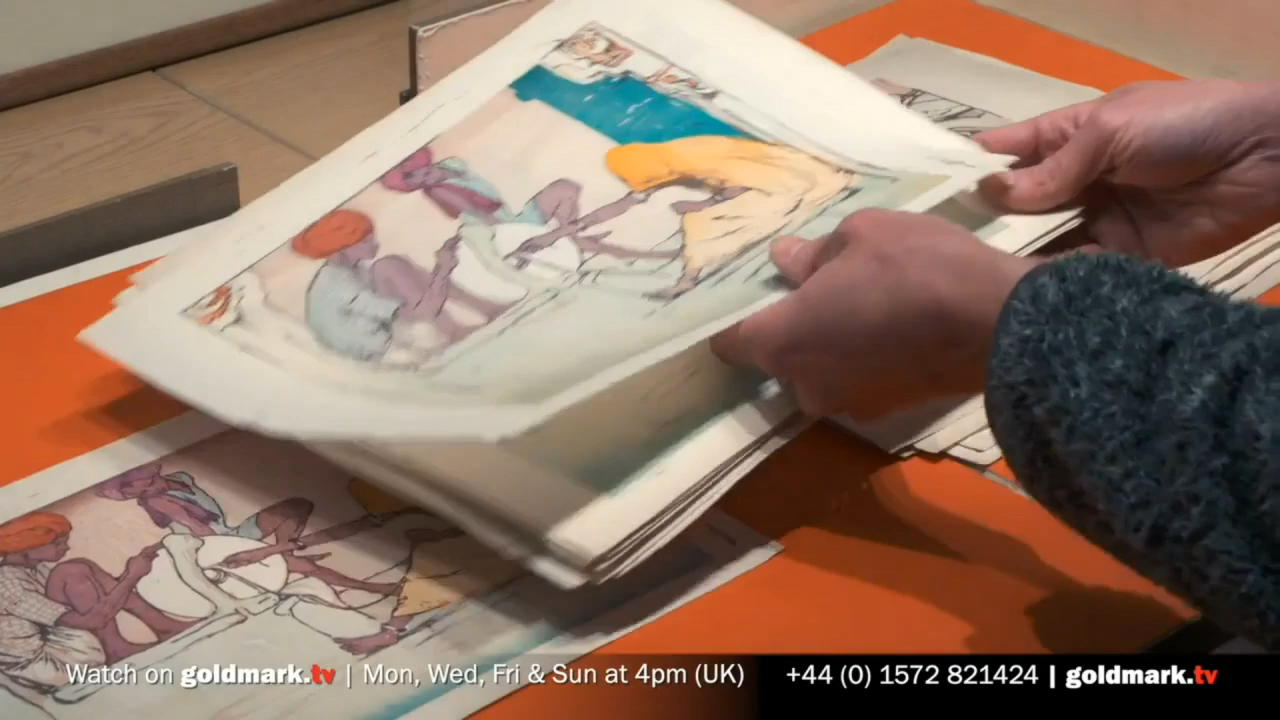 Watch on goldmark.tv | Mon, Wed, Fri & Sun at 4pm (UK) +44 (0) 1572 821424 | goldmark.tv